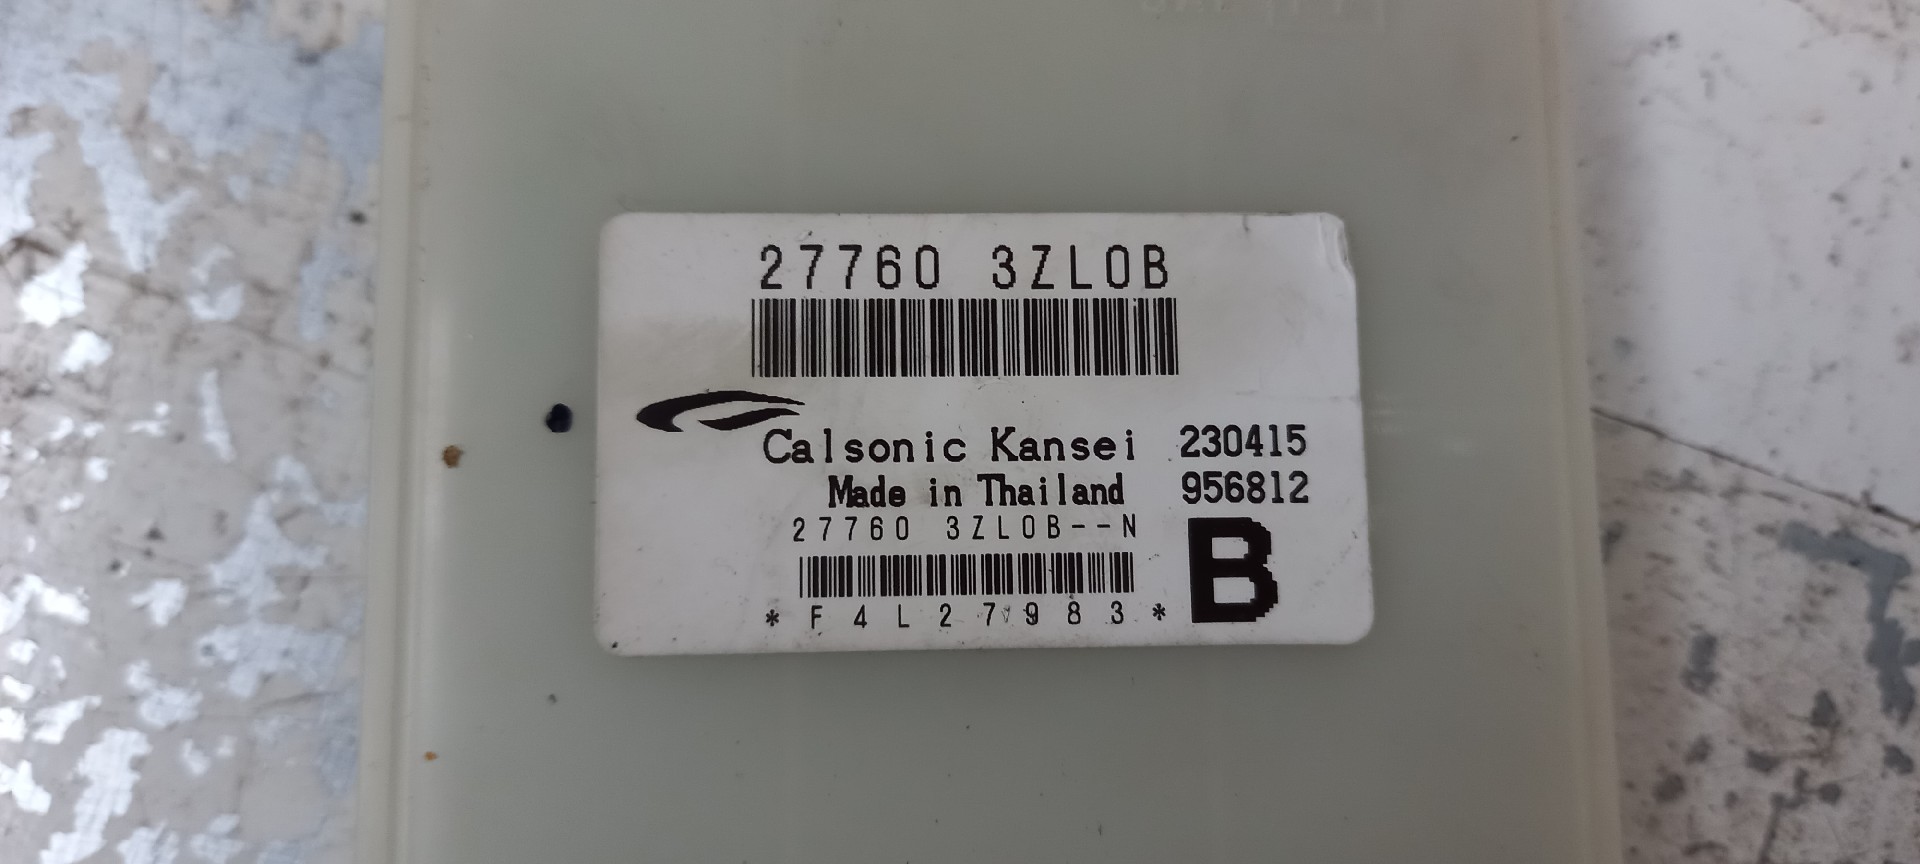 27760 3ZL0B
Calsonic Kansei 230415
Made in Thailand 956812
27760 3ZL0B--N
B
*F4L27983*